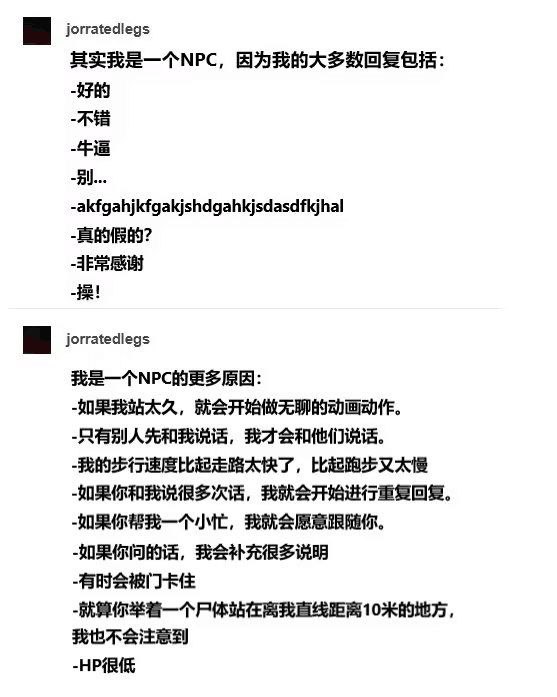 jorratedlegs
其实我是一个NPC，因为我的大多数回复包括：
-好的
-不错
-牛逼
-别...
-akfgahjkfgakjshdgahkjsdasdfkjhal
-真的假的？
-非常感谢
-操！
jorratedlegs
我是一个NPC的更多原因：
-如果我站太久，就会开始做无聊的动画动作。
-只有别人先和我说话，我才会和他们说话。
-我的步行速度比起走路太快了，比起跑步又太慢
-如果你和我说很多次话，我就会开始进行重复回复。
-如果你帮我一个小忙，我就会愿意跟随你。
-如果你问的话，我会补充很多说明
-有时会被门卡住
-就算你举着一个尸体站在离我直线距离10米的地方，
我也不会注意到
-HP很低